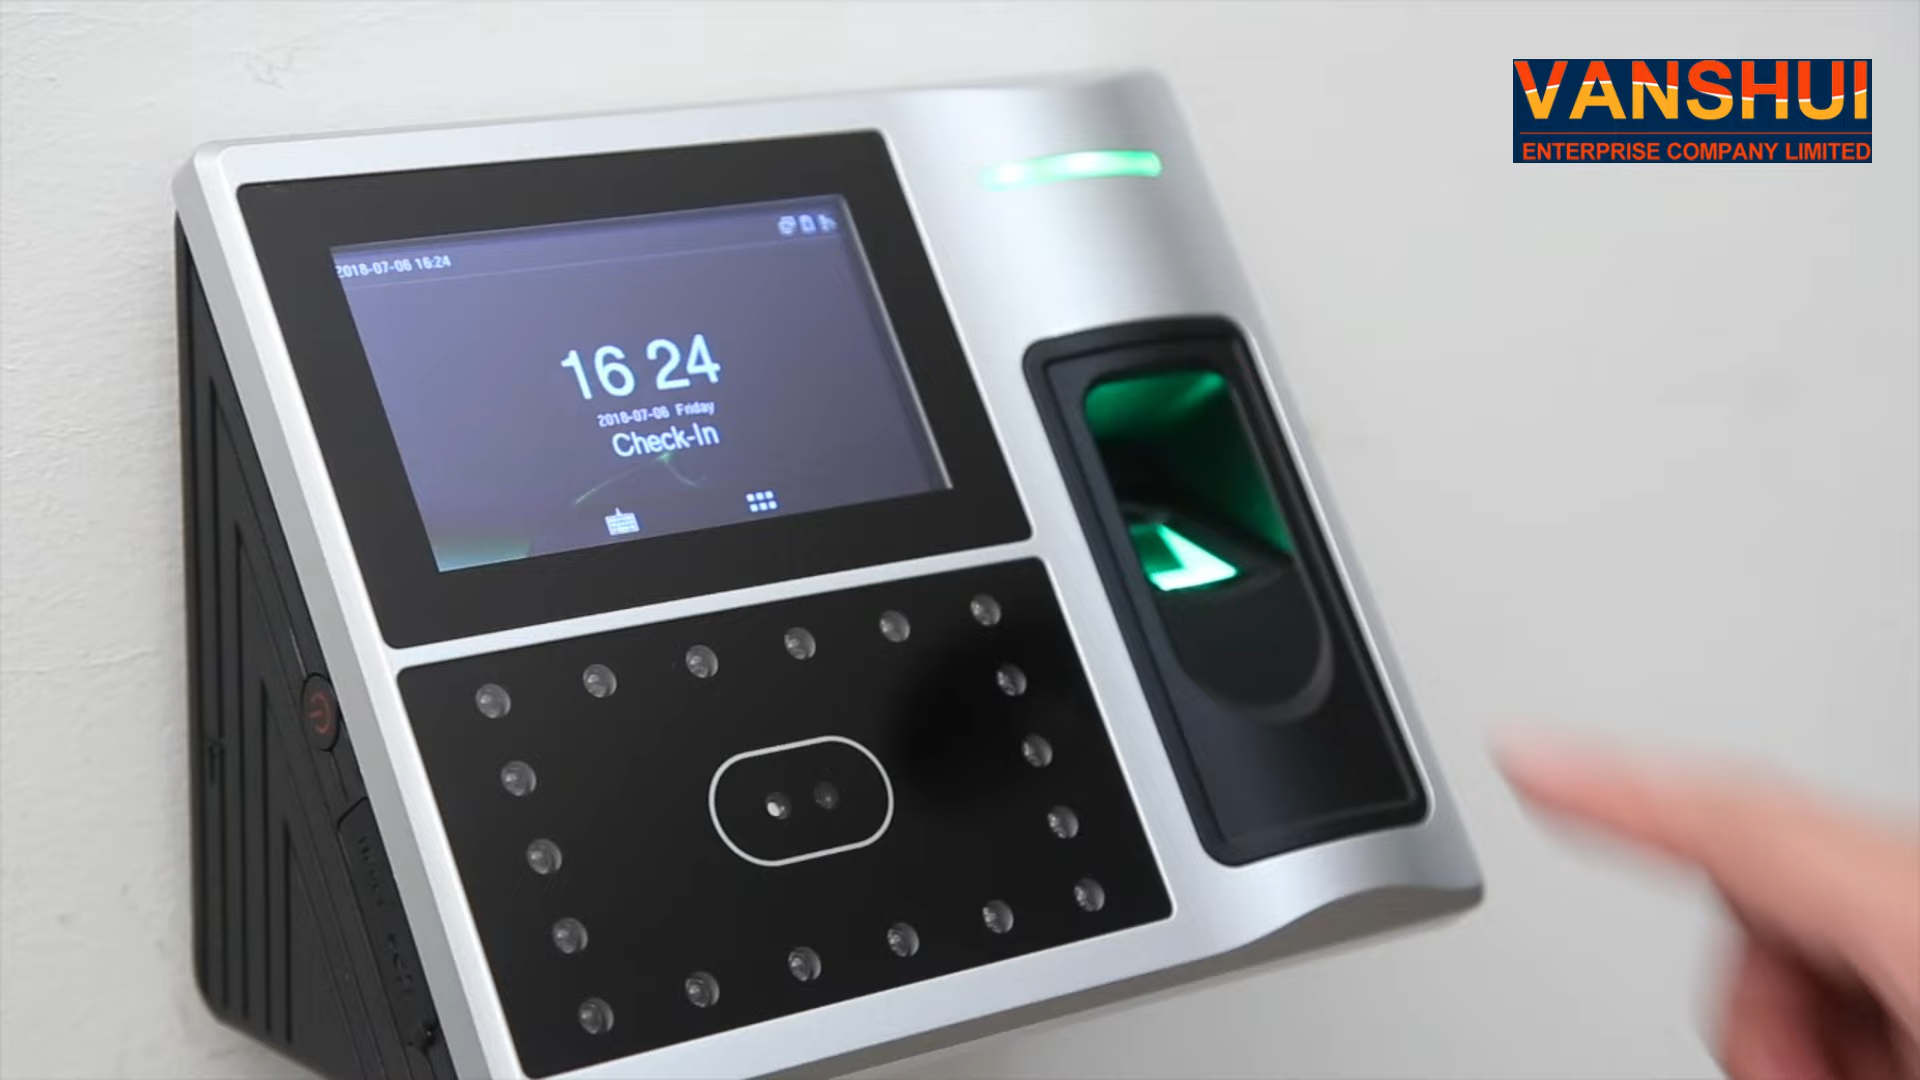 VANSHUI
ENTERPRISE COMPANY LIMITED
2018-07-06 16:24
16 24
2018-07-06 Friday
Check-In